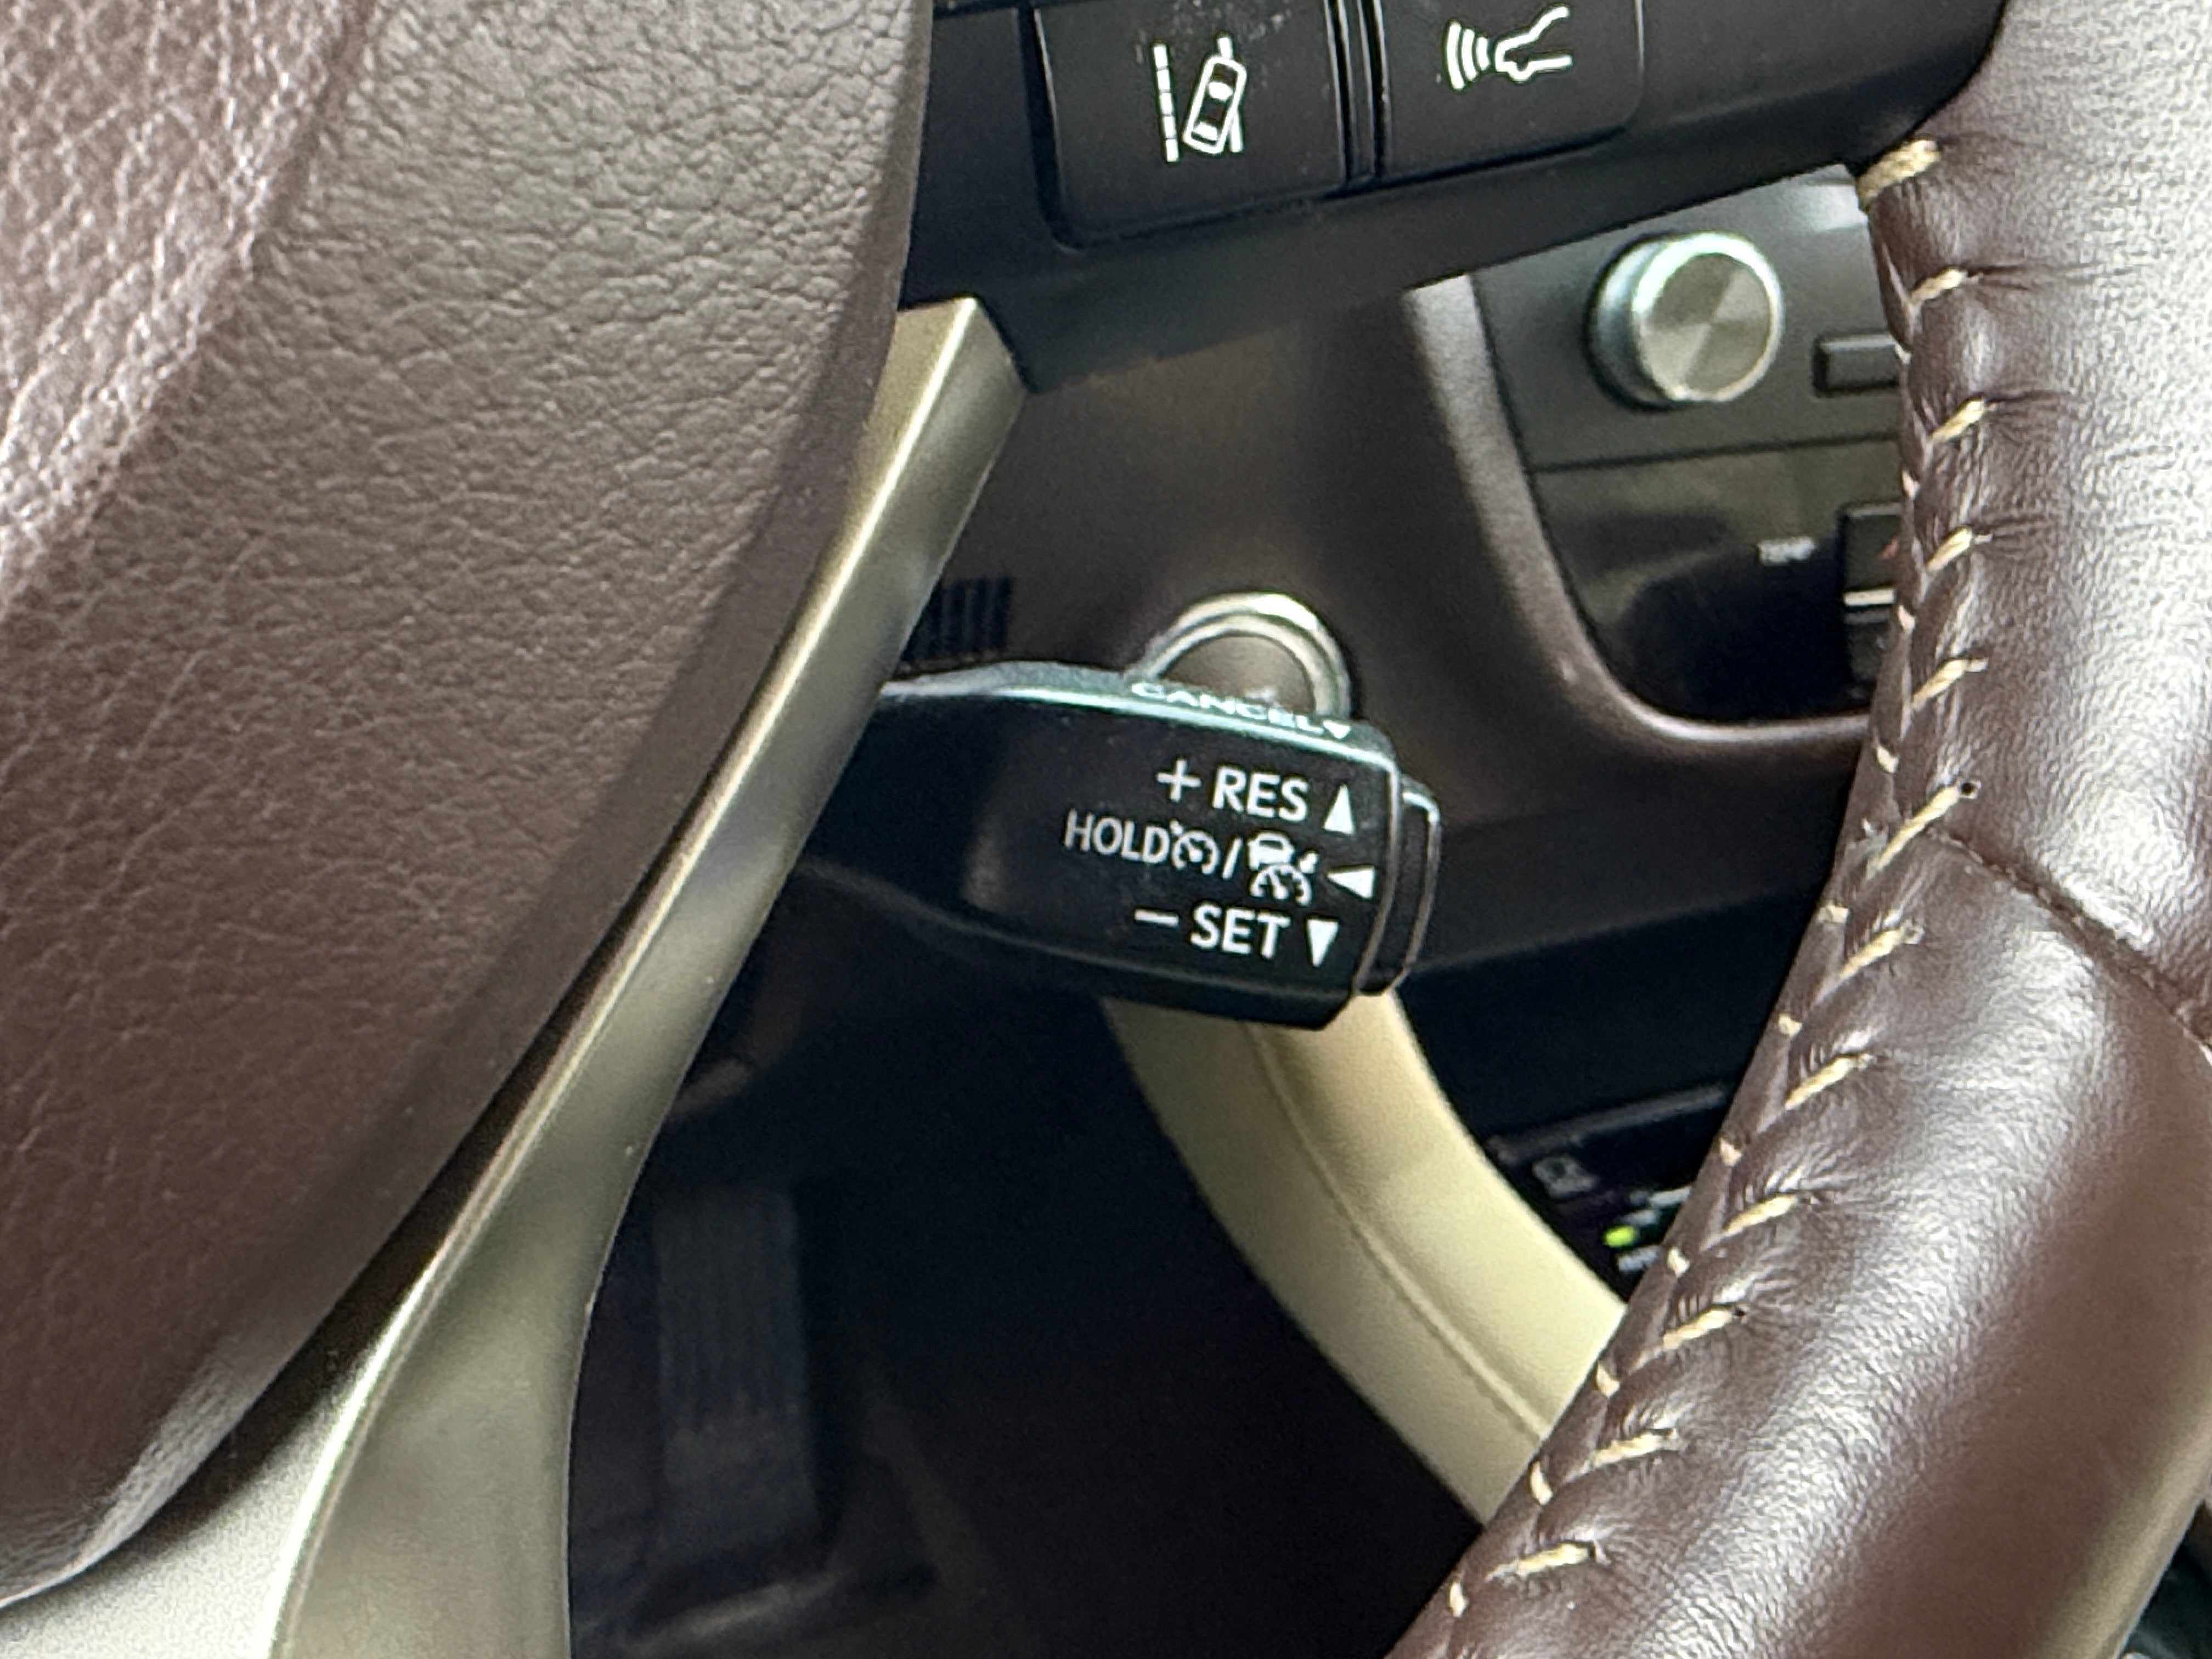 CANCEL
+ RES
HOLD /
− SET